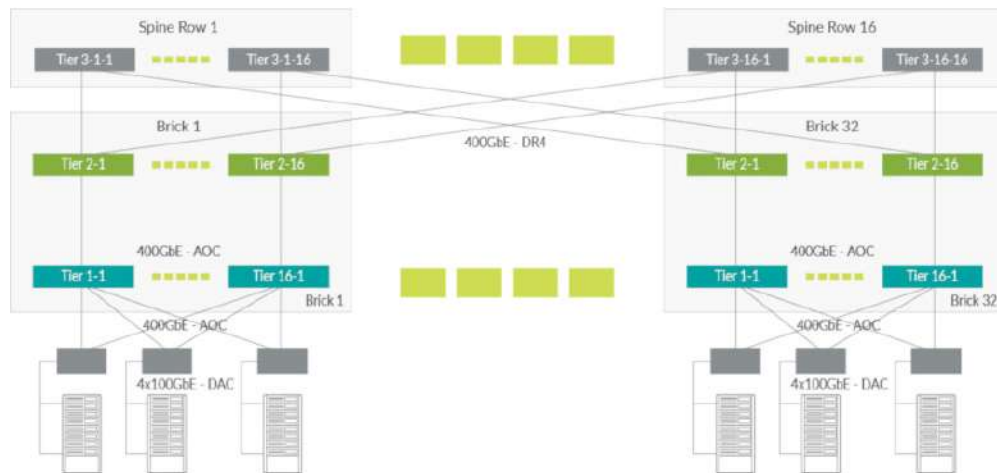 Spine Row 1
Spine Row 16
Tier 3-1-1
Tier 3-1-16
Tier 3-16-1
Tier 3-16-16
Brick 1
Brick 32
400GbE - DR4
Tier 2-1
Tier 2-16
Tier 2-1
Tier 2-16
400GbE - AOC
400GbE - AOC
Tier 1-1
Tier 16-1
Tier 1-1
Tier 16-1
Brick 1
Brick 32
400GbE - AOC
400GbE - AOC
4x100GbE - DAC
4x100GbE - DAC